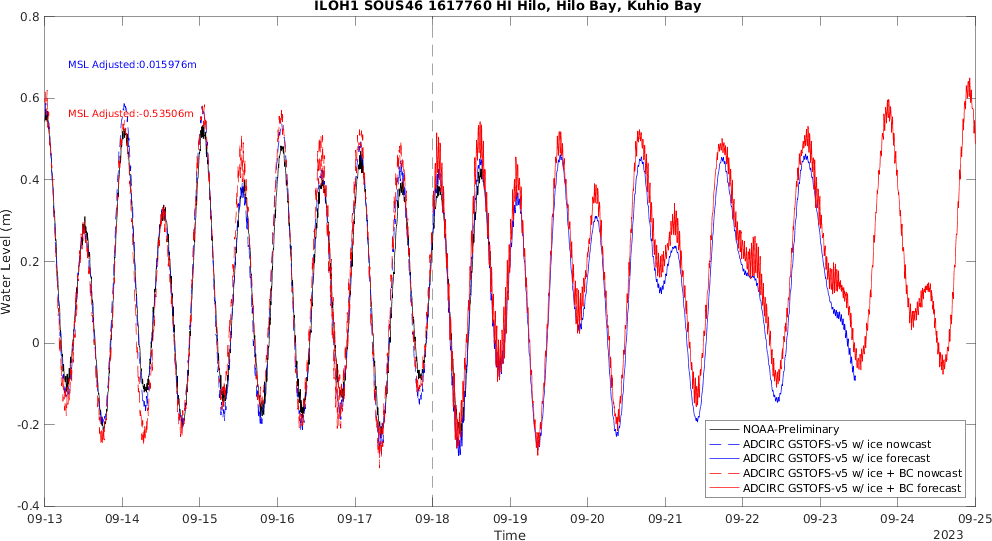 ILOH1 SOUS46 1617760 HI Hilo, Hilo Bay, Kuhio Bay
0.8
MSL Adjusted:0.015976m
0.6
MSL Adjusted:-0.53506m
0.4
0.2
Water Level (m)
0
-0.2
-0.4
NOAA-Preliminary
ADCIRC GSTOFS-v5 w/ ice nowcast
ADCIRC GSTOFS-v5 w/ ice forecast
ADCIRC GSTOFS-v5 w/ ice + BC nowcast
ADCIRC GSTOFS-v5 w/ ice + BC forecast
09-13 09-14 09-15 09-16 09-17 09-18 09-19 09-20 09-21 09-22 09-23 09-24 09-25
Time
2023